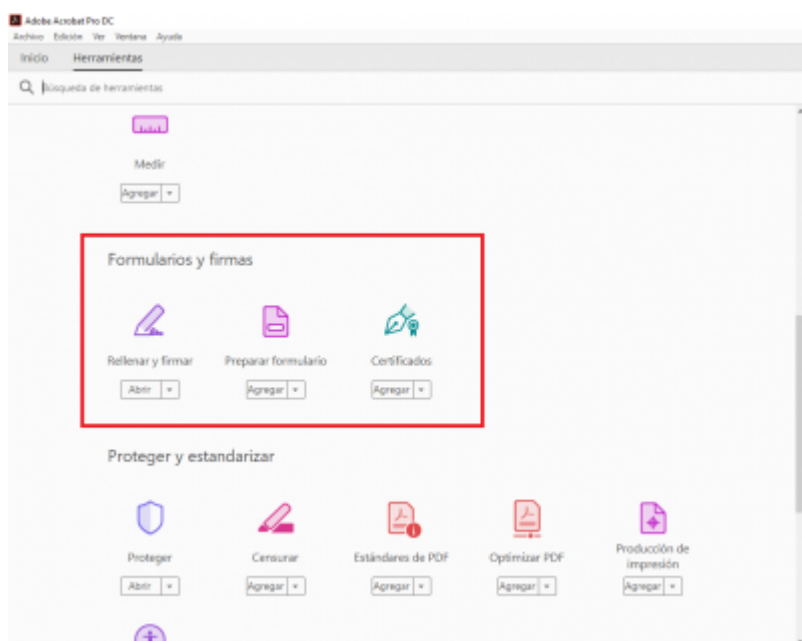 Adobe Acrobat Pro DC
Archivo Edición Ver Ventana Ayuda
Inicio Herramientas
Búsqueda de herramientas
Medir
Agregar
Formularios y firmas
Rellenar y firmar Preparar formulario Certificados
Abrir Agregar Agregar
Proteger y estandarizar
Proteger Censurar Estándares de PDF Optimizar PDF Producción de
impresión
Abrir Agregar Agregar Agregar Agregar